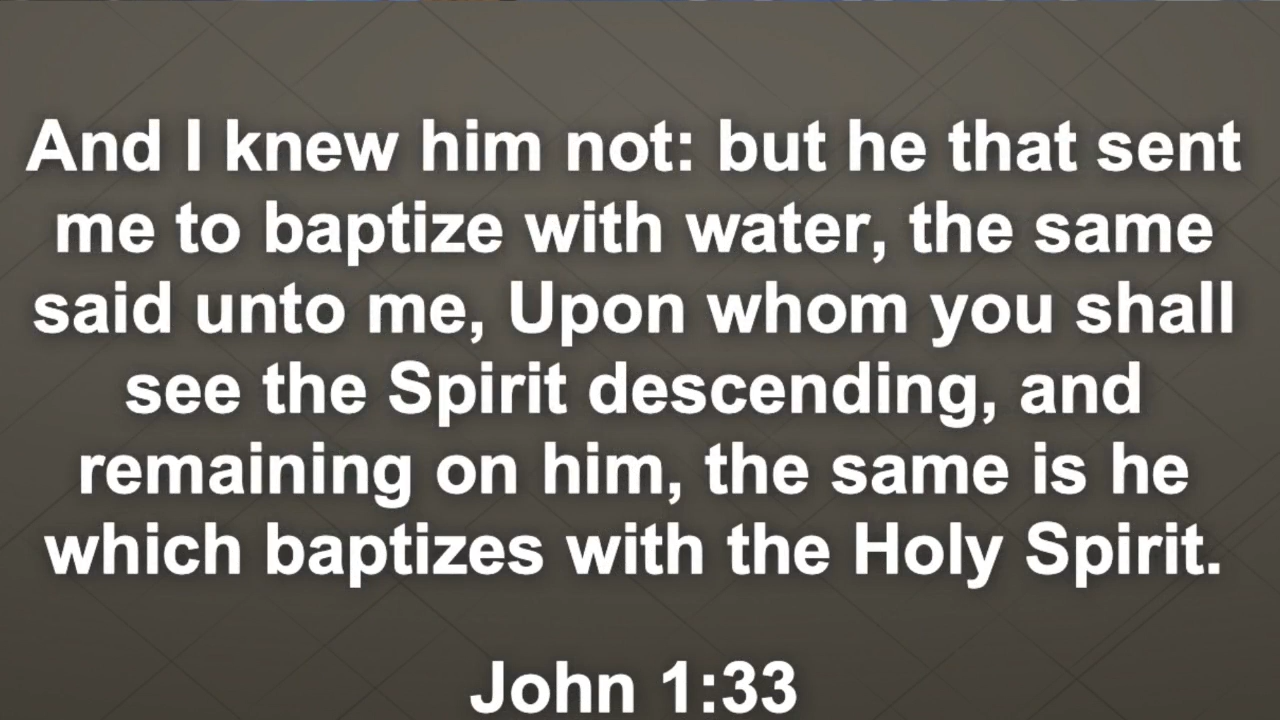 And I knew him not: but he that sent
me to baptize with water, the same
said unto me, Upon whom you shall
see the Spirit descending, and
remaining on him, the same is he
which baptizes with the Holy Spirit.
John 1:33